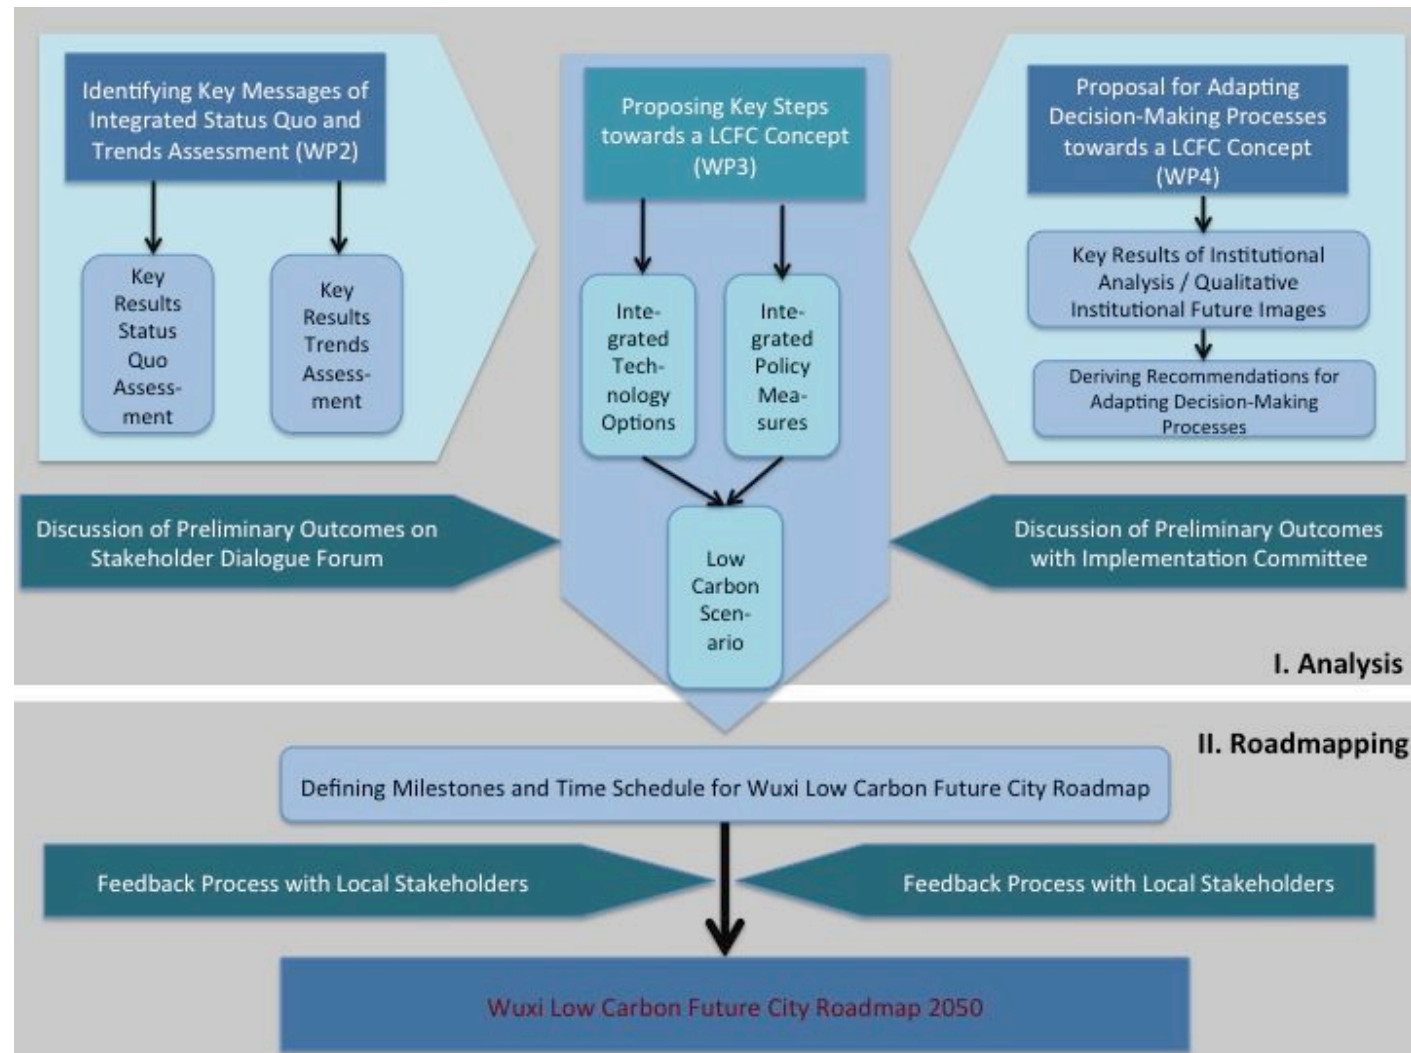 Identifying Key Messages of
Integrated Status Quo and
Trends Assessment (WP2)
Key
Results
Status
Quo
Assess-
ment
Key
Results
Trends
Assess-
ment
Proposing Key Steps
towards a LCFC Concept
(WP3)
Inte-
grated
Tech-
nology
Options
Inte-
grated
Policy
Mea-
sures
Low
Carbon
Scen-
ario
Proposal for Adapting
Decision-Making Processes
towards a LCFC Concept
(WP4)
Key Results of Institutional
Analysis / Qualitative
Institutional Future Images
Deriving Recommendations for
Adapting Decision-Making
Processes
Discussion of Preliminary Outcomes on
Stakeholder Dialogue Forum
Discussion of Preliminary Outcomes
with Implementation Committee
I. Analysis
II. Roadmapping
Defining Milestones and Time Schedule for Wuxi Low Carbon Future City Roadmap
Feedback Process with Local Stakeholders
Feedback Process with Local Stakeholders
Wuxi Low Carbon Future City Roadmap 2050